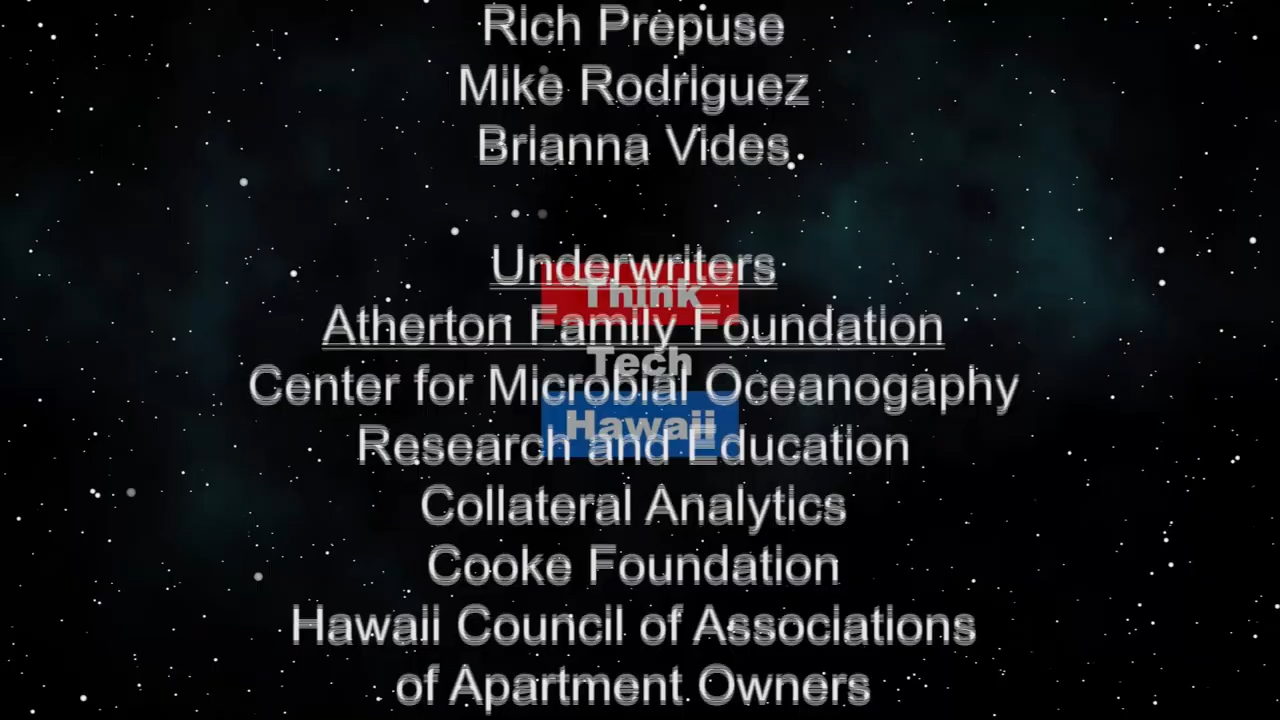 Rich Prepuse
Mike Rodriguez
Brianna Vides
Underwriters
Think
Atherton Family Foundation
Tech
Center for Microbial Oceanogaphy
Hawaii
Research and Education
Collateral Analytics
Cooke Foundation
Hawaii Council of Associations
of Apartment Owners